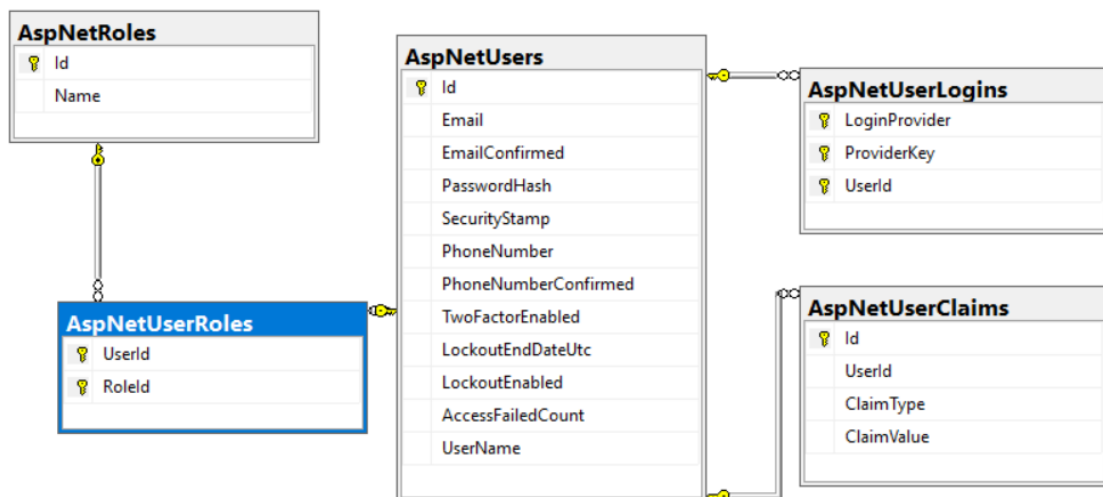 AspNetRoles
Id
Name
AspNetUserRoles
UserId
RoleId
AspNetUsers
Id
Email
EmailConfirmed
PasswordHash
SecurityStamp
PhoneNumber
PhoneNumberConfirmed
TwoFactorEnabled
LockoutEndDateUtc
LockoutEnabled
AccessFailedCount
UserName
AspNetUserLogins
LoginProvider
ProviderKey
UserId
AspNetUserClaims
Id
UserId
ClaimType
ClaimValue